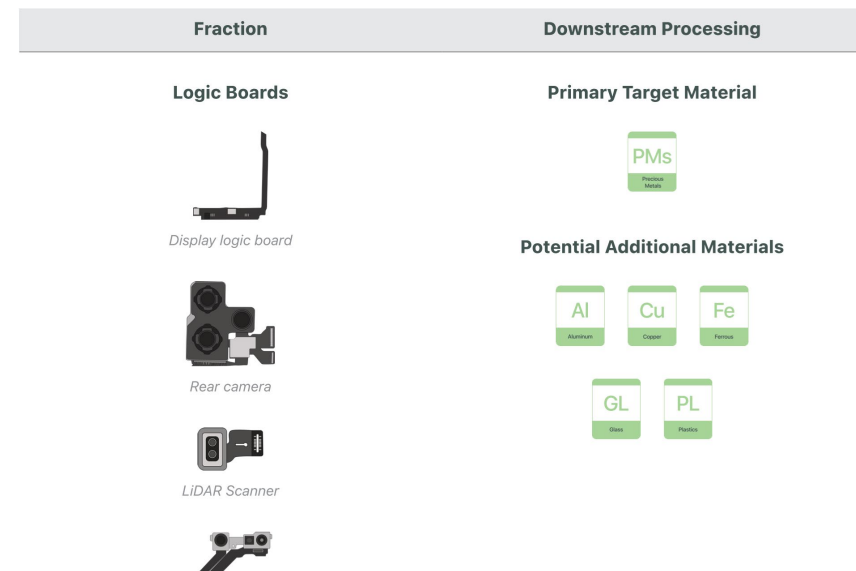 Fraction
Downstream Processing
Logic Boards
Display logic board
Rear camera
LiDAR Scanner
Primary Target Material
PMs
Precious
Metals
Potential Additional Materials
Al
Aluminum
Cu
Copper
Fe
Ferrous
GL
Glass
PL
Plastics